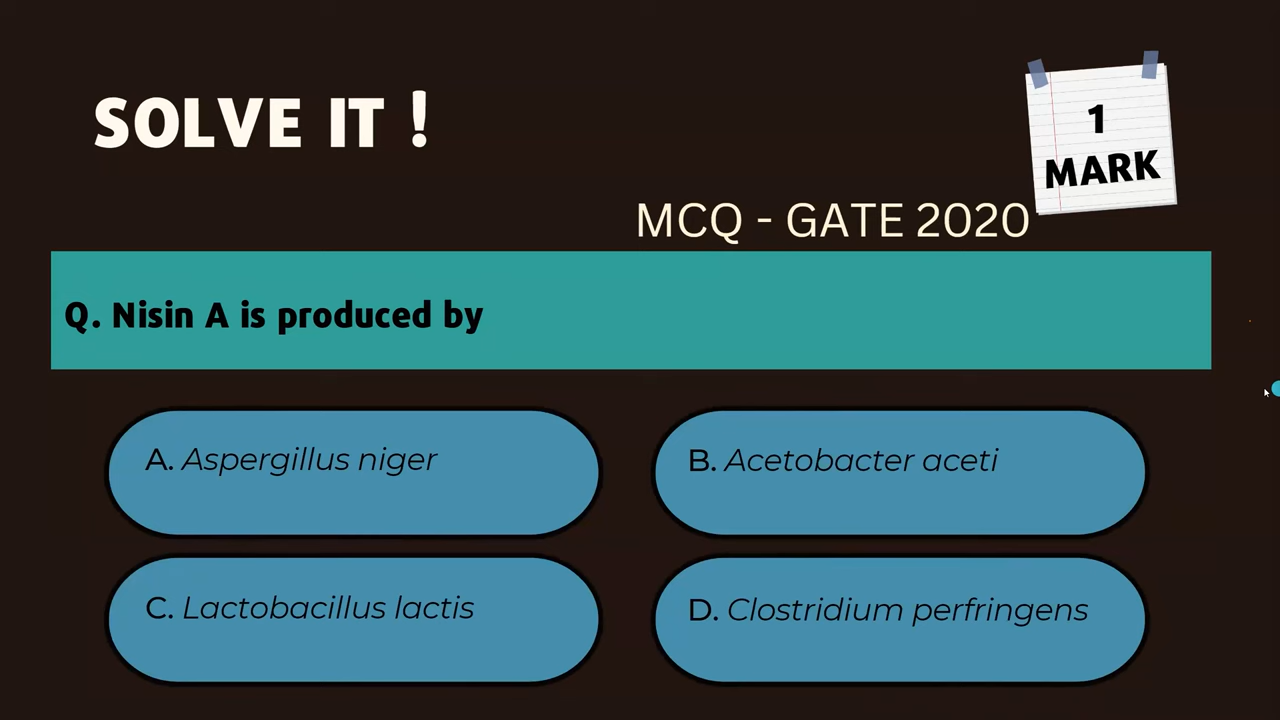 SOLVE IT !
1
MARK
MCQ - GATE 2020
Q. Nisin A is produced by
A. Aspergillus niger
B. Acetobacter aceti
C. Lactobacillus lactis
D. Clostridium perfringens